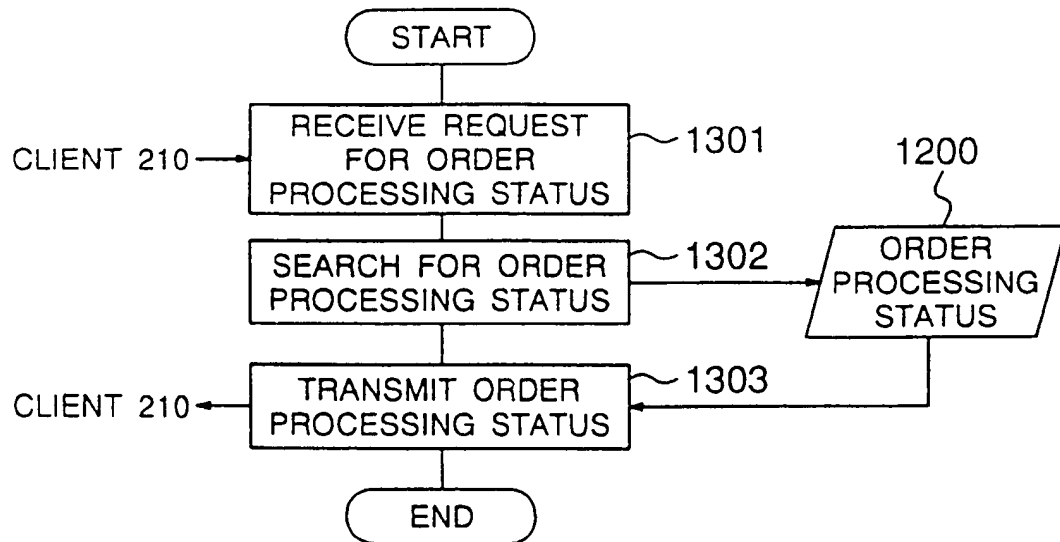 START
RECEIVE REQUEST
FOR ORDER
PROCESSING STATUS
1301
CLIENT 210
1200
SEARCH FOR ORDER
PROCESSING STATUS
1302
ORDER
PROCESSING
STATUS
TRANSMIT ORDER
PROCESSING STATUS
1303
CLIENT 210
END